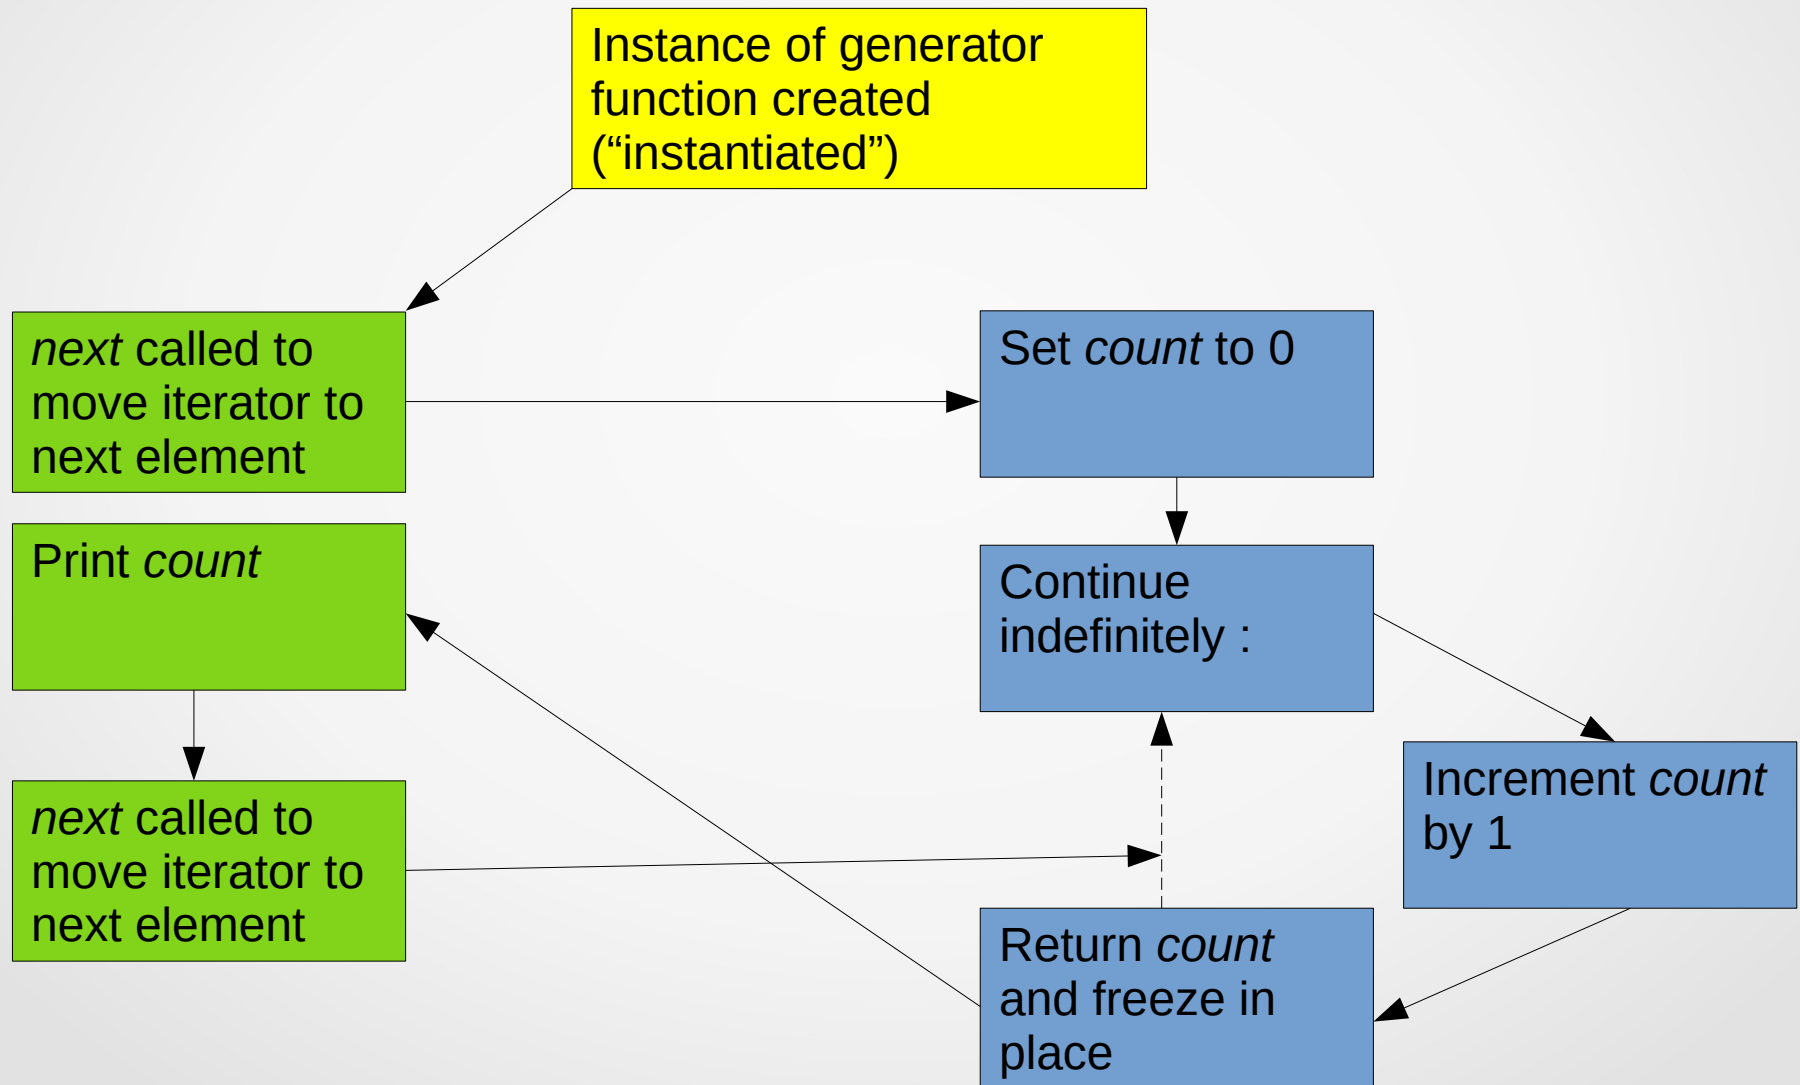 Instance of generator
function created
(“instantiated”)
next called to
move iterator to
next element
Set count to 0
Print count
Continue
indefinitely :
Increment count
by 1
next called to
move iterator to
next element
Return count
and freeze in
place